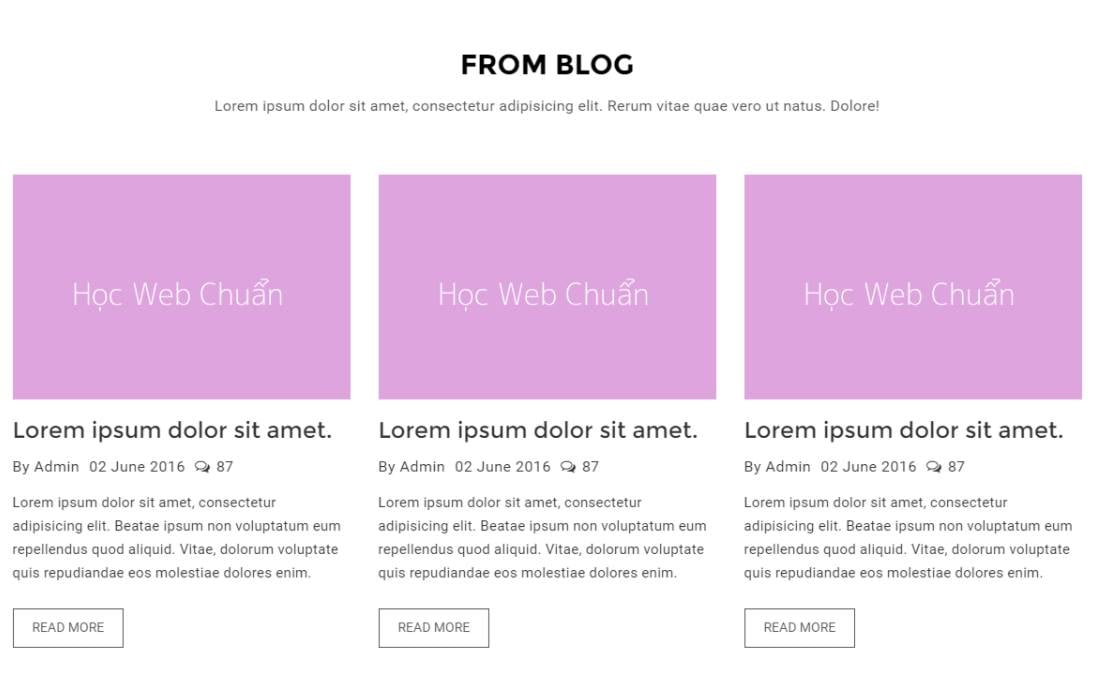 FROM BLOG
Lorem ipsum dolor sit amet, consectetur adipisicing elit. Rerum vitae quae vero ut natus. Dolore!
Học Web Chuẩn
Lorem ipsum dolor sit amet.
By Admin 02 June 2016 87
Lorem ipsum dolor sit amet, consectetur
adipisicing elit. Beatae ipsum non voluptatum eum
repellendus quod aliquid. Vitae, dolorum voluptate
quis repudiandae eos molestiae dolores enim.
READ MORE
Học Web Chuẩn
Lorem ipsum dolor sit amet.
By Admin 02 June 2016 87
Lorem ipsum dolor sit amet, consectetur
adipisicing elit. Beatae ipsum non voluptatum eum
repellendus quod aliquid. Vitae, dolorum voluptate
quis repudiandae eos molestiae dolores enim.
READ MORE
Học Web Chuẩn
Lorem ipsum dolor sit amet.
By Admin 02 June 2016 87
Lorem ipsum dolor sit amet, consectetur
adipisicing elit. Beatae ipsum non voluptatum eum
repellendus quod aliquid. Vitae, dolorum voluptate
quis repudiandae eos molestiae dolores enim.
READ MORE